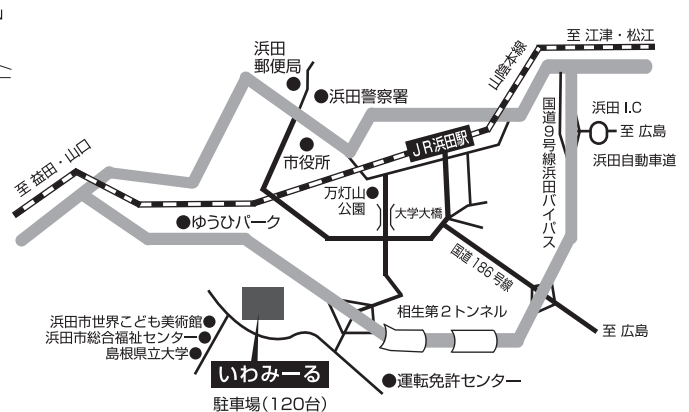 至 江津・松江
山陰本線
浜田
郵便局
浜田警察署
市役所
JR浜田駅
国道9号線浜田バイパス
浜田 I.C
至 広島
浜田自動車道
至 益田・山口
万灯山
公園
大学大橋
ゆうひパーク
国道186号線
相生第2トンネル
至 広島
浜田市世界こども美術館
浜田市総合福祉センター
島根県立大学
いわみーる
駐車場(120台)
運転免許センター